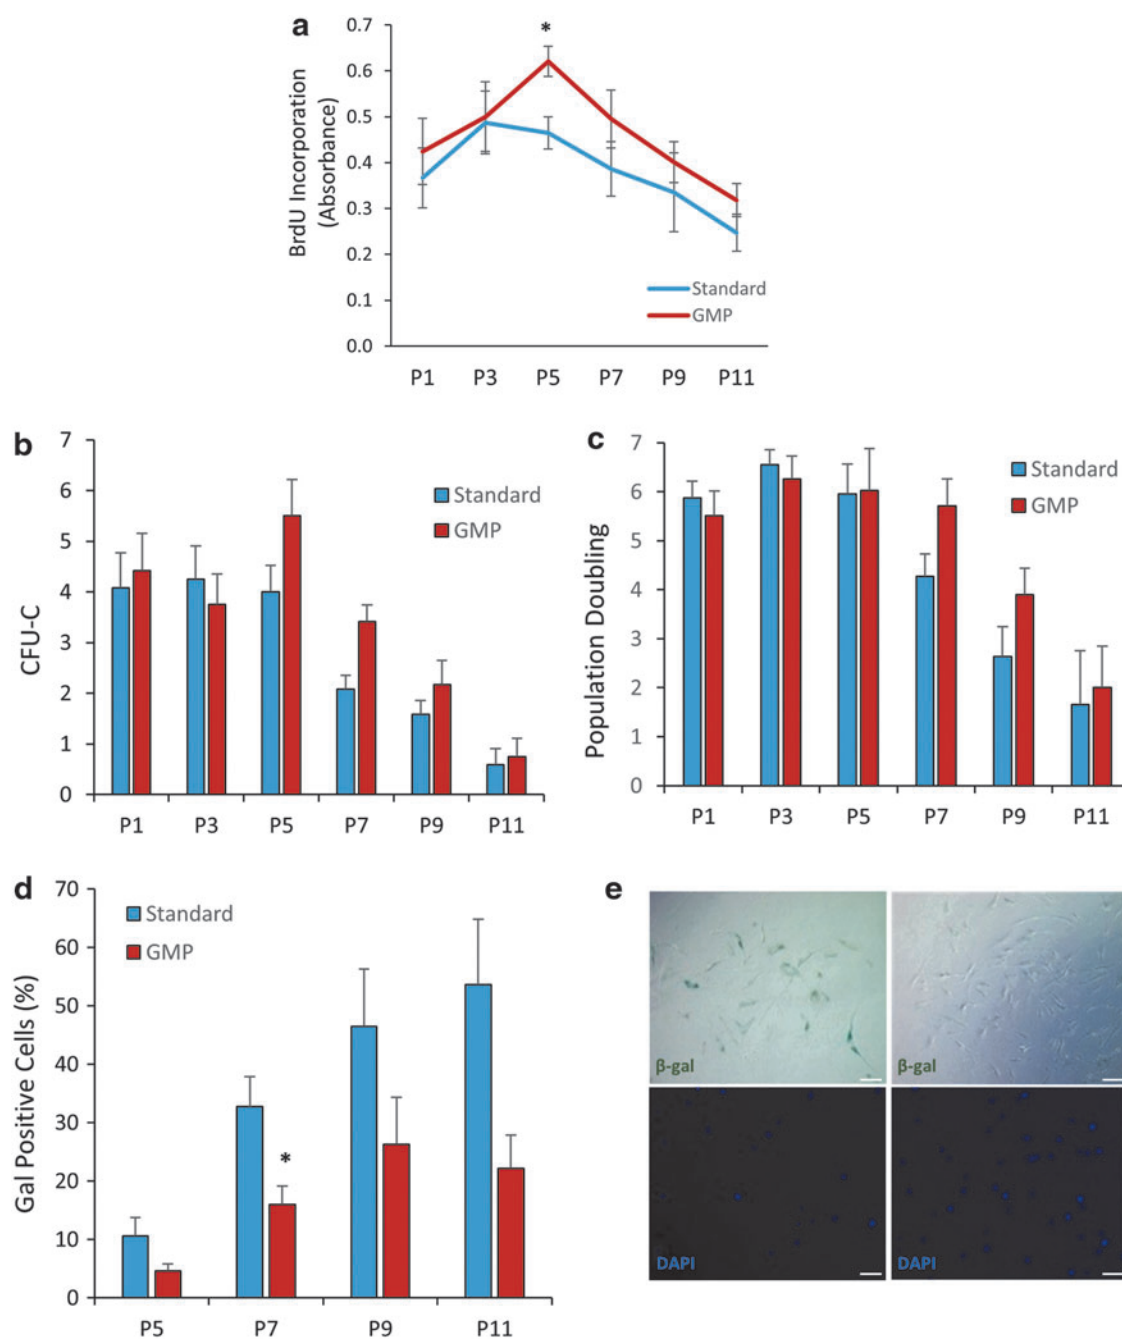 a
*
BrdU Incorporation
(Absorbance)
0.7
0.6
0.5
0.4
0.3
0.2
0.1
0.0
Standard
GMP
P1 P3 P5 P7 P9 P11
b
CFU-C
7
6
5
4
3
2
1
0
Standard
GMP
P1 P3 P5 P7 P9 P11
c
Population Doubling
7
6
5
4
3
2
1
0
Standard
GMP
P1 P3 P5 P7 P9 P11
d
Gal Positive Cells (%)
70
60
50
40
30
20
10
0
Standard
GMP
*
P5 P7 P9 P11
e
β-gal
β-gal
DAPI
DAPI